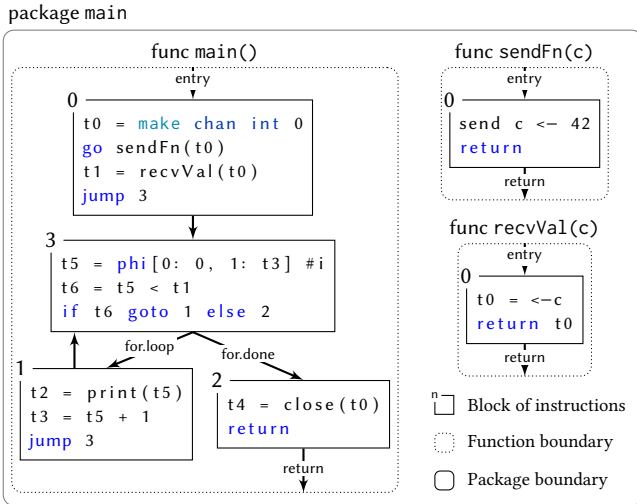 package main
func main()
entry
0
t0 = make chan int 0
go sendFn(t0)
t1 = recvVal(t0)
jump 3
3
t5 = phi[0: 0, 1: t3] #i
t6 = t5 < t1
if t6 goto 1 else 2
for.loop
for.done
1
t2 = print(t5)
t3 = t5 + 1
jump 3
2
t4 = close(t0)
return
return
func sendFn(c)
entry
0
send c <− 42
return
return
func recvVal(c)
entry
0
t0 = <−c
return t0
return
n
Block of instructions
Function boundary
Package boundary